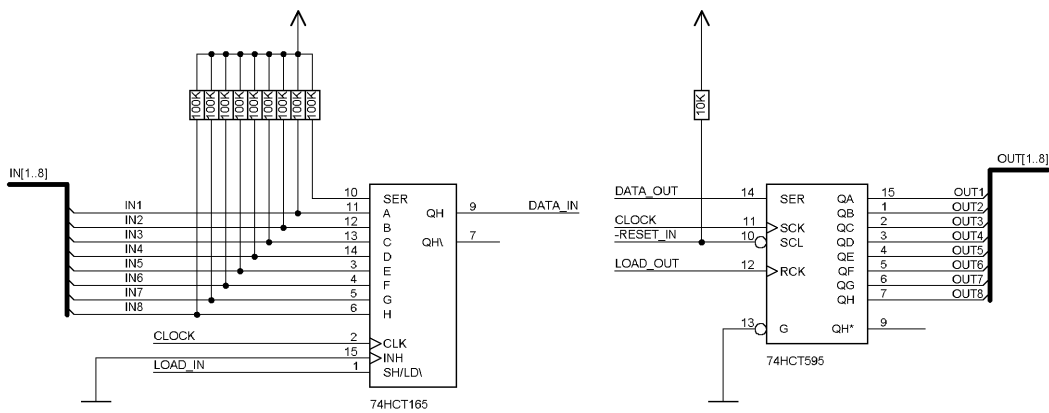 100K 100K 100K 100K 100K 100K 100K 100K 100K
10K
IN[1..8]
OUT[1..8]
10 SER
IN1 11 A QH 9 DATA_IN
IN2 12 B
IN3 13 C QH\ 7
IN4 14 D
IN5 3 E
IN6 4 F
IN7 5 G
IN8 6 H
CLOCK 2 CLK
15 INH
LOAD_IN 1 SH/LD\
74HCT165
DATA_OUT 14 SER QA 15 OUT1
QB 1 OUT2
CLOCK 11 SCK QC 2 OUT3
-RESET_IN 10 SCL QD 3 OUT4
QE 4 OUT5
LOAD_OUT 12 RCK QF 5 OUT6
QG 6 OUT7
QH 7 OUT8
13 G QH* 9
74HCT595